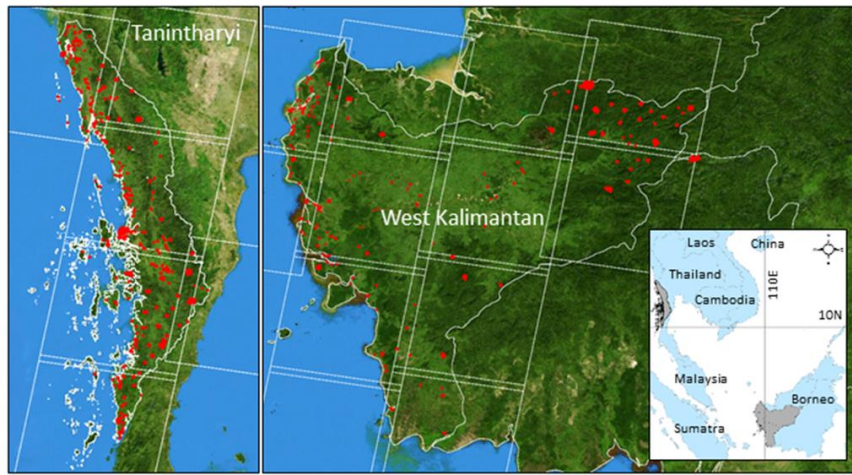 Tanintharyi
West Kalimantan
Laos
China
Thailand
110E
Cambodia
10N
Malaysia
Borneo
Sumatra